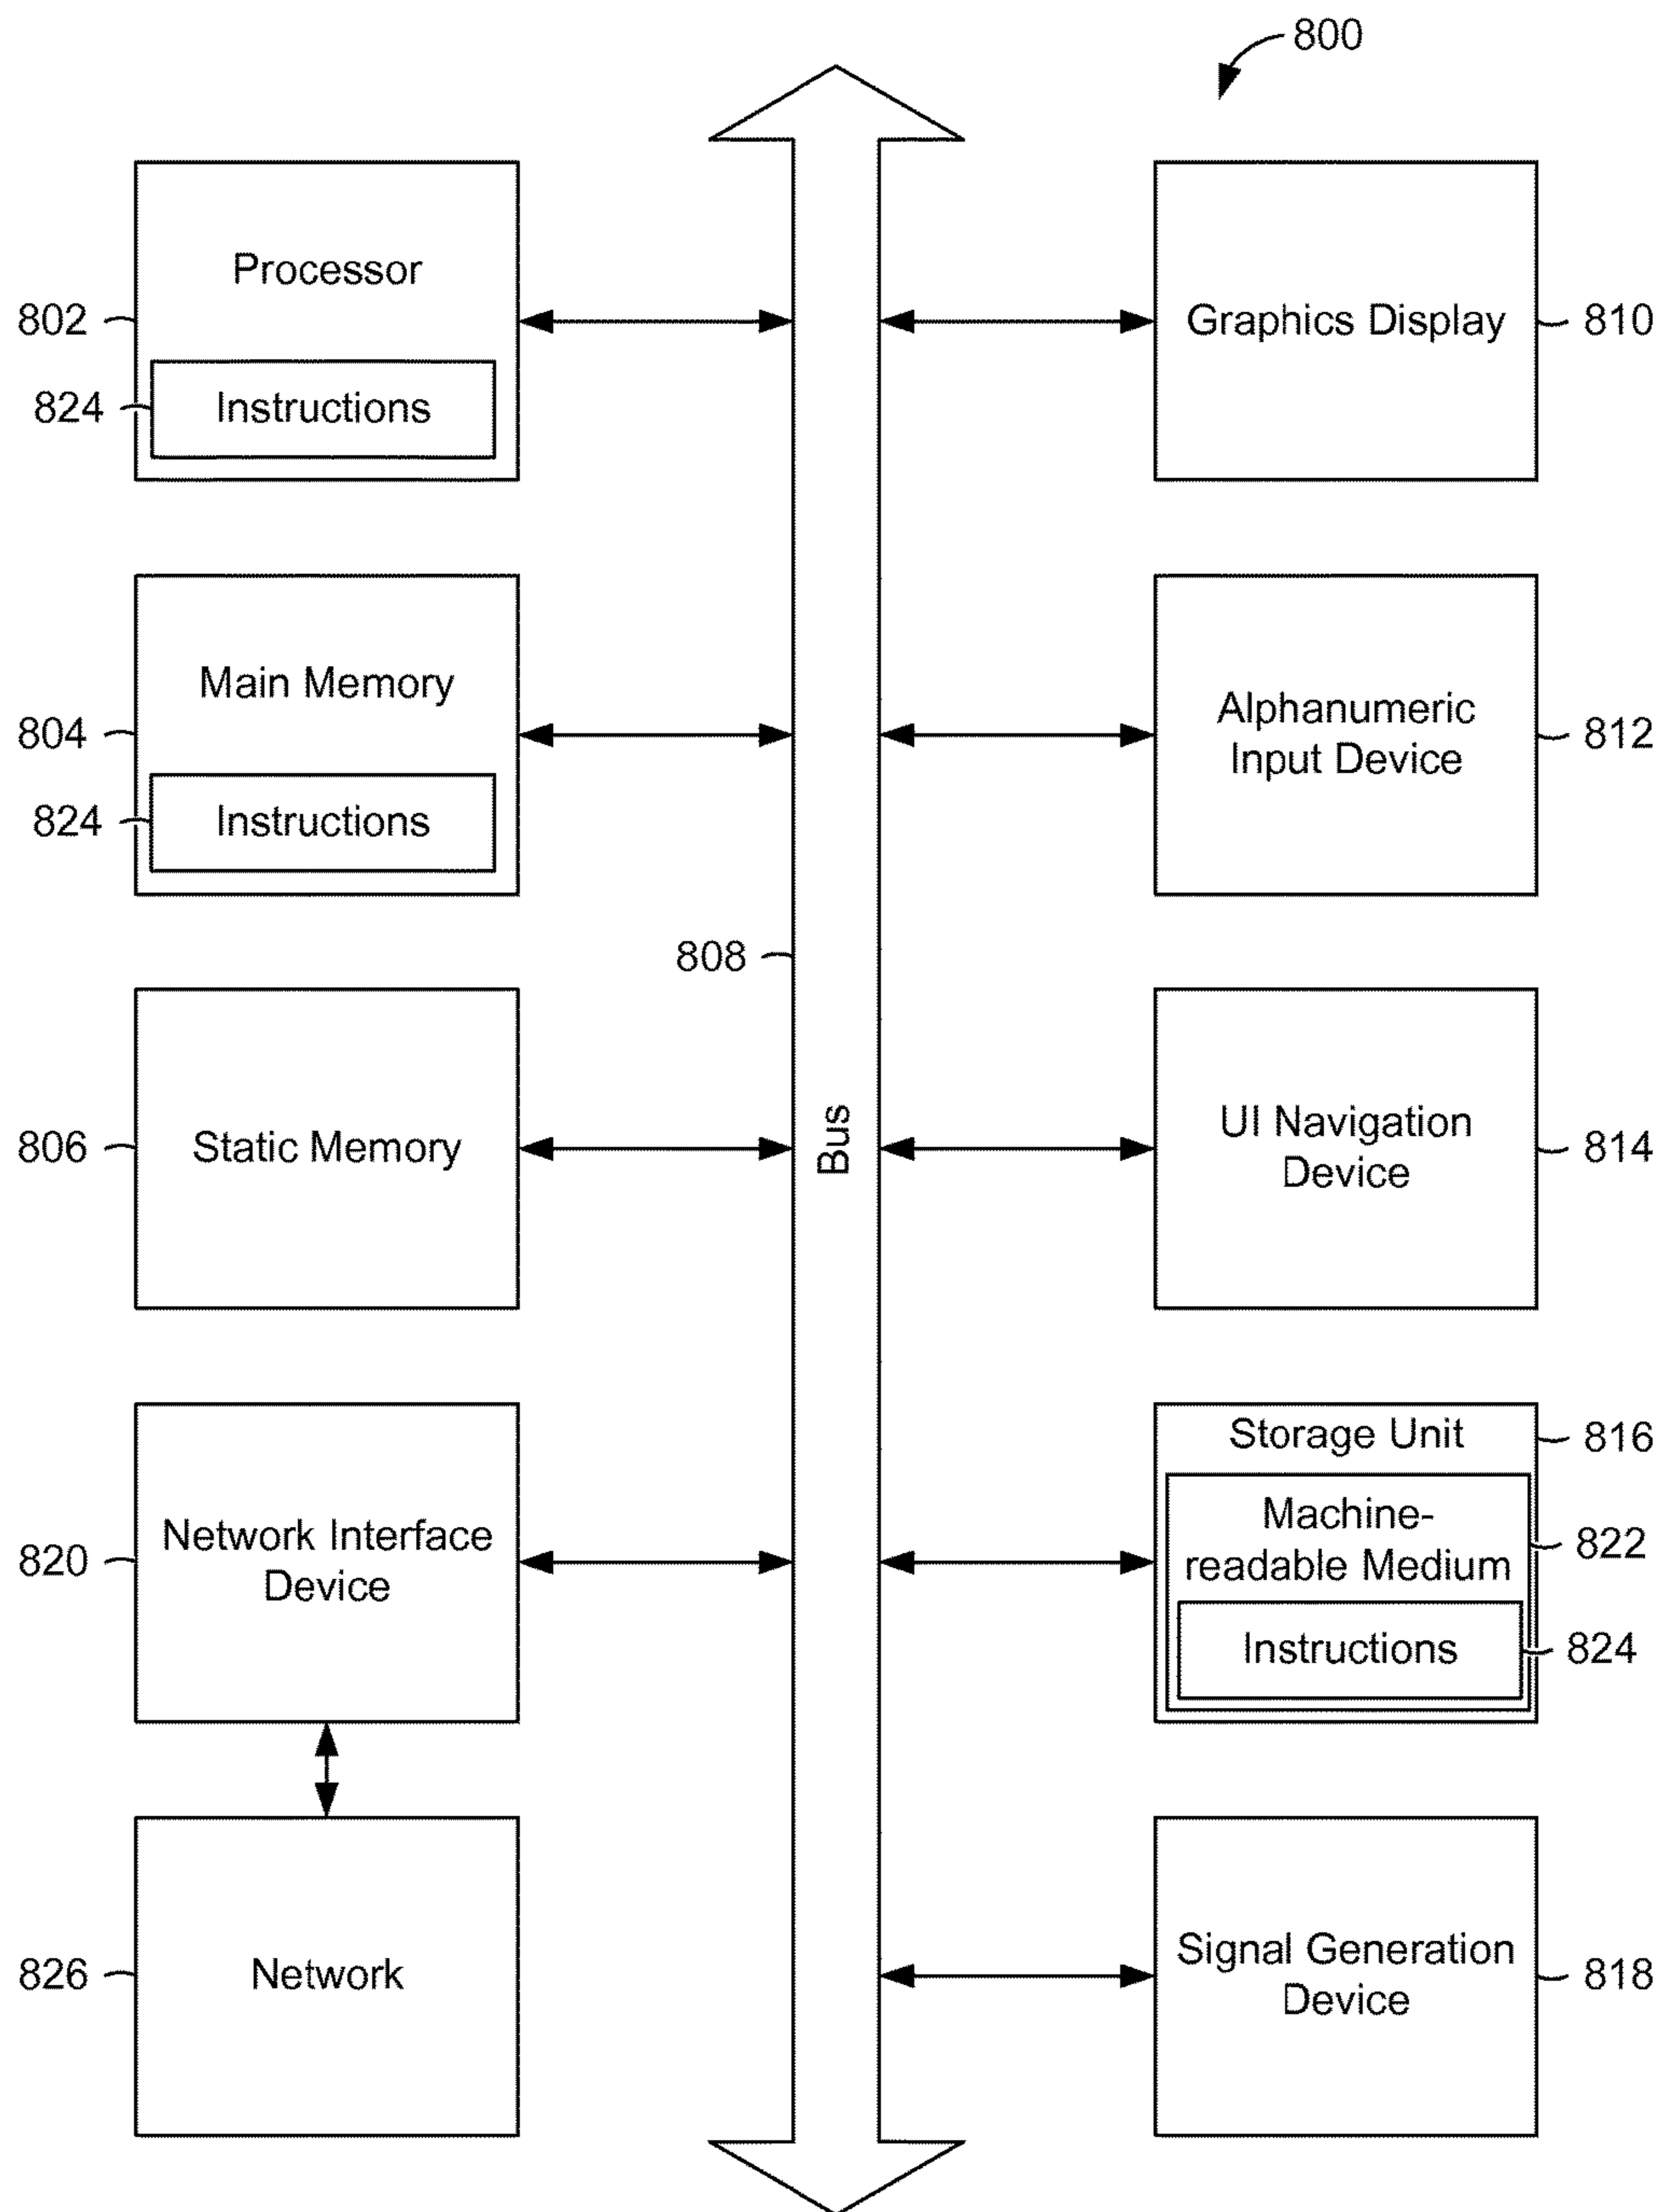 800
Processor
802
824
Instructions
Graphics Display
810
Main Memory
804
824
Instructions
Alphanumeric
Input Device
812
808
Bus
806
Static Memory
UI Navigation
Device
814
820
Network Interface
Device
Storage Unit
816
Machine-
readable Medium
822
Instructions
824
826
Network
Signal Generation
Device
818